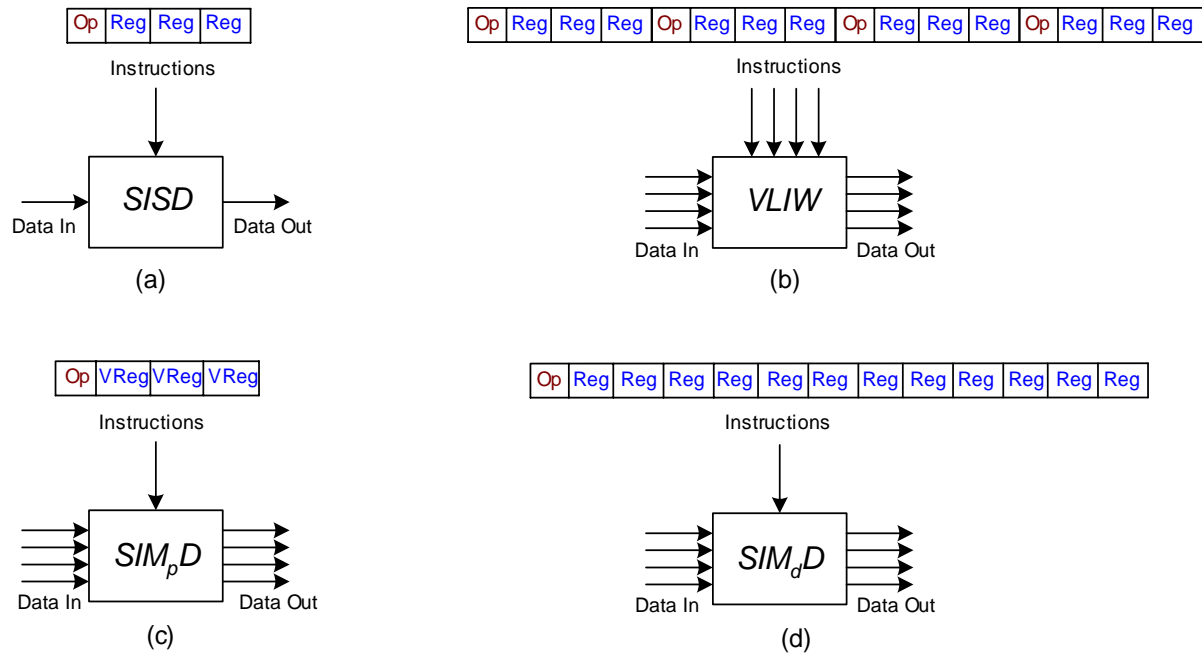 Op Reg Reg Reg
Instructions
SISD
Data In
Data Out
(a)
Op Reg Reg Reg Op Reg Reg Reg Op Reg Reg Reg Op Reg Reg Reg
Instructions
VLIW
Data In
Data Out
(b)
Op VReg VReg VReg
Instructions
SIMpD
Data In
Data Out
(c)
Op Reg Reg Reg Reg Reg Reg Reg Reg Reg Reg Reg Reg
Instructions
SIMdD
Data In
Data Out
(d)